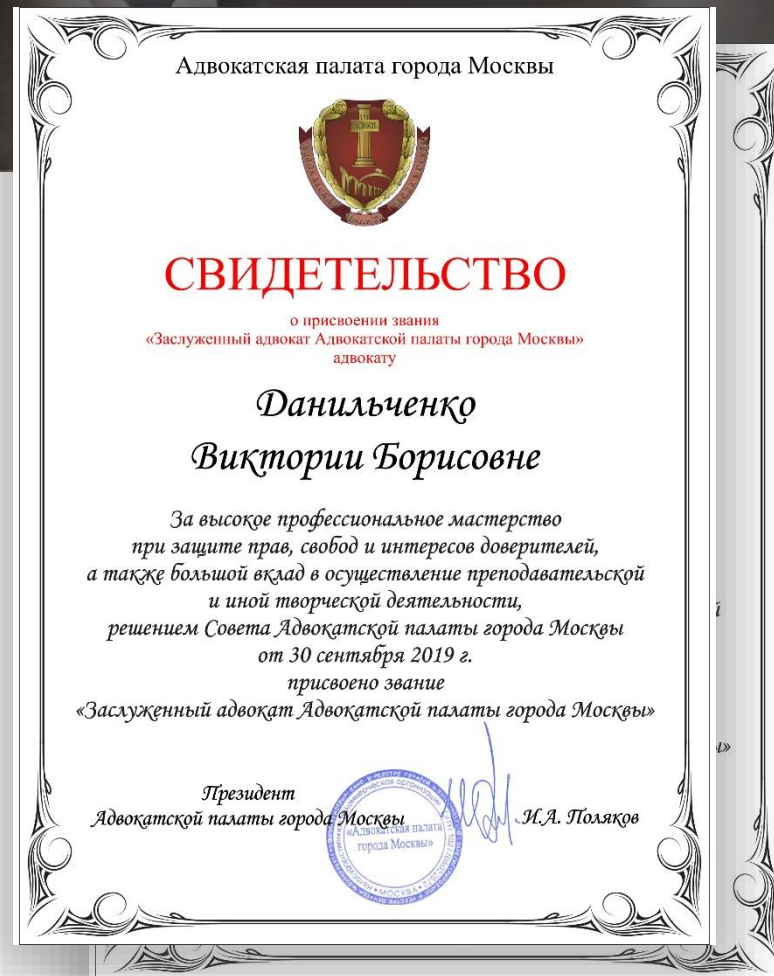 Адвокатская палата города Москвы
СВИДЕТЕЛЬСТВО
о присвоении звания
«Заслуженный адвокат Адвокатской палаты города Москвы»
адвокату
Данильченко
Виктории Борисовне
За высокое профессиональное мастерство
при защите прав, свобод и интересов доверителей,
а также большой вклад в осуществление преподавательской
и иной творческой деятельности,
решением Совета Адвокатской палаты города Москвы
от 30 сентября 2019 г.
присвоено звание
«Заслуженный адвокат Адвокатской палаты города Москвы»
Президент
Адвокатской палаты города Москвы
И.А. Поляков
«Адвокатская палата
города Москвы»
МОСКВА